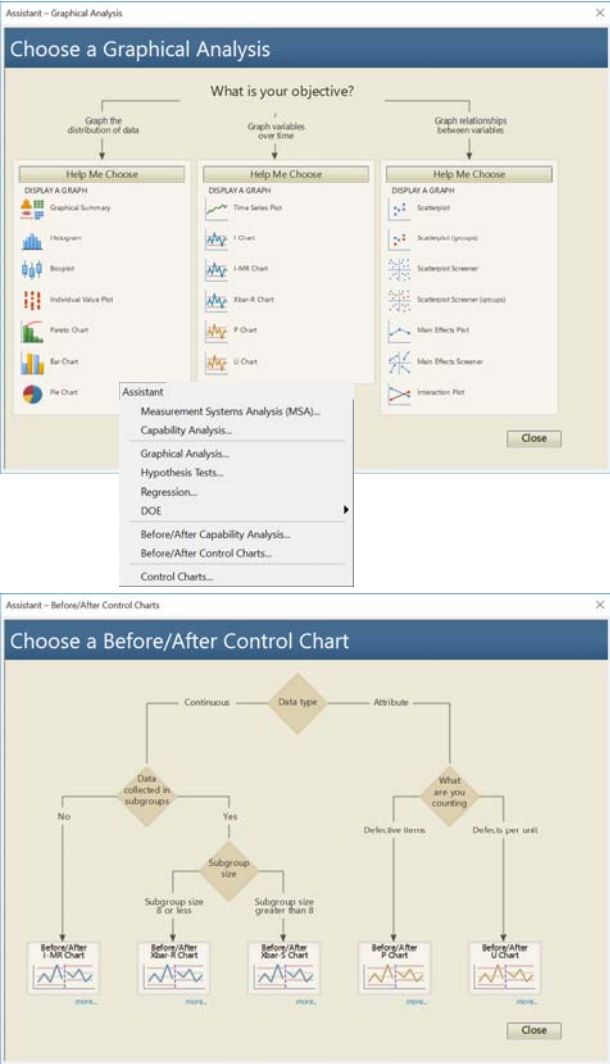 Assistant – Graphical Analysis
Choose a Graphical Analysis
What is your objective?
Graph the
distribution of data
Graph variables
over time
Graph relationships
between variables
Help Me Choose
DISPLAY A GRAPH
Graphical Summary
Histogram
Boxplot
Individual Value Plot
Pareto Chart
Bar Chart
Pie Chart
Help Me Choose
DISPLAY A GRAPH
Time Series Plot
I Chart
I-MR Chart
Xbar-R Chart
P Chart
U Chart
Help Me Choose
DISPLAY A GRAPH
Scatterplot
Scatterplot (groups)
Scatterplot Screener
Scatterplot Screener (groups)
Main Effects Plot
Main Effects Screener
Interaction Plot
Close
Assistant
Measurement Systems Analysis (MSA)...
Capability Analysis...
Graphical Analysis...
Hypothesis Tests...
Regression...
DOE
Before/After Capability Analysis...
Before/After Control Charts...
Control Charts...
Assistant – Before/After Control Charts
Choose a Before/After Control Chart
Continuous
Data type
Attribute
Data
collected in
subgroups
What
are you
counting
No
Yes
Defective items
Defects per unit
Subgroup
size
Subgroup size
8 or less
Subgroup size
greater than 8
Before/After
I-MR Chart
more...
Before/After
Xbar-R Chart
more...
Before/After
Xbar-S Chart
more...
Before/After
P Chart
more...
Before/After
U Chart
more...
Close